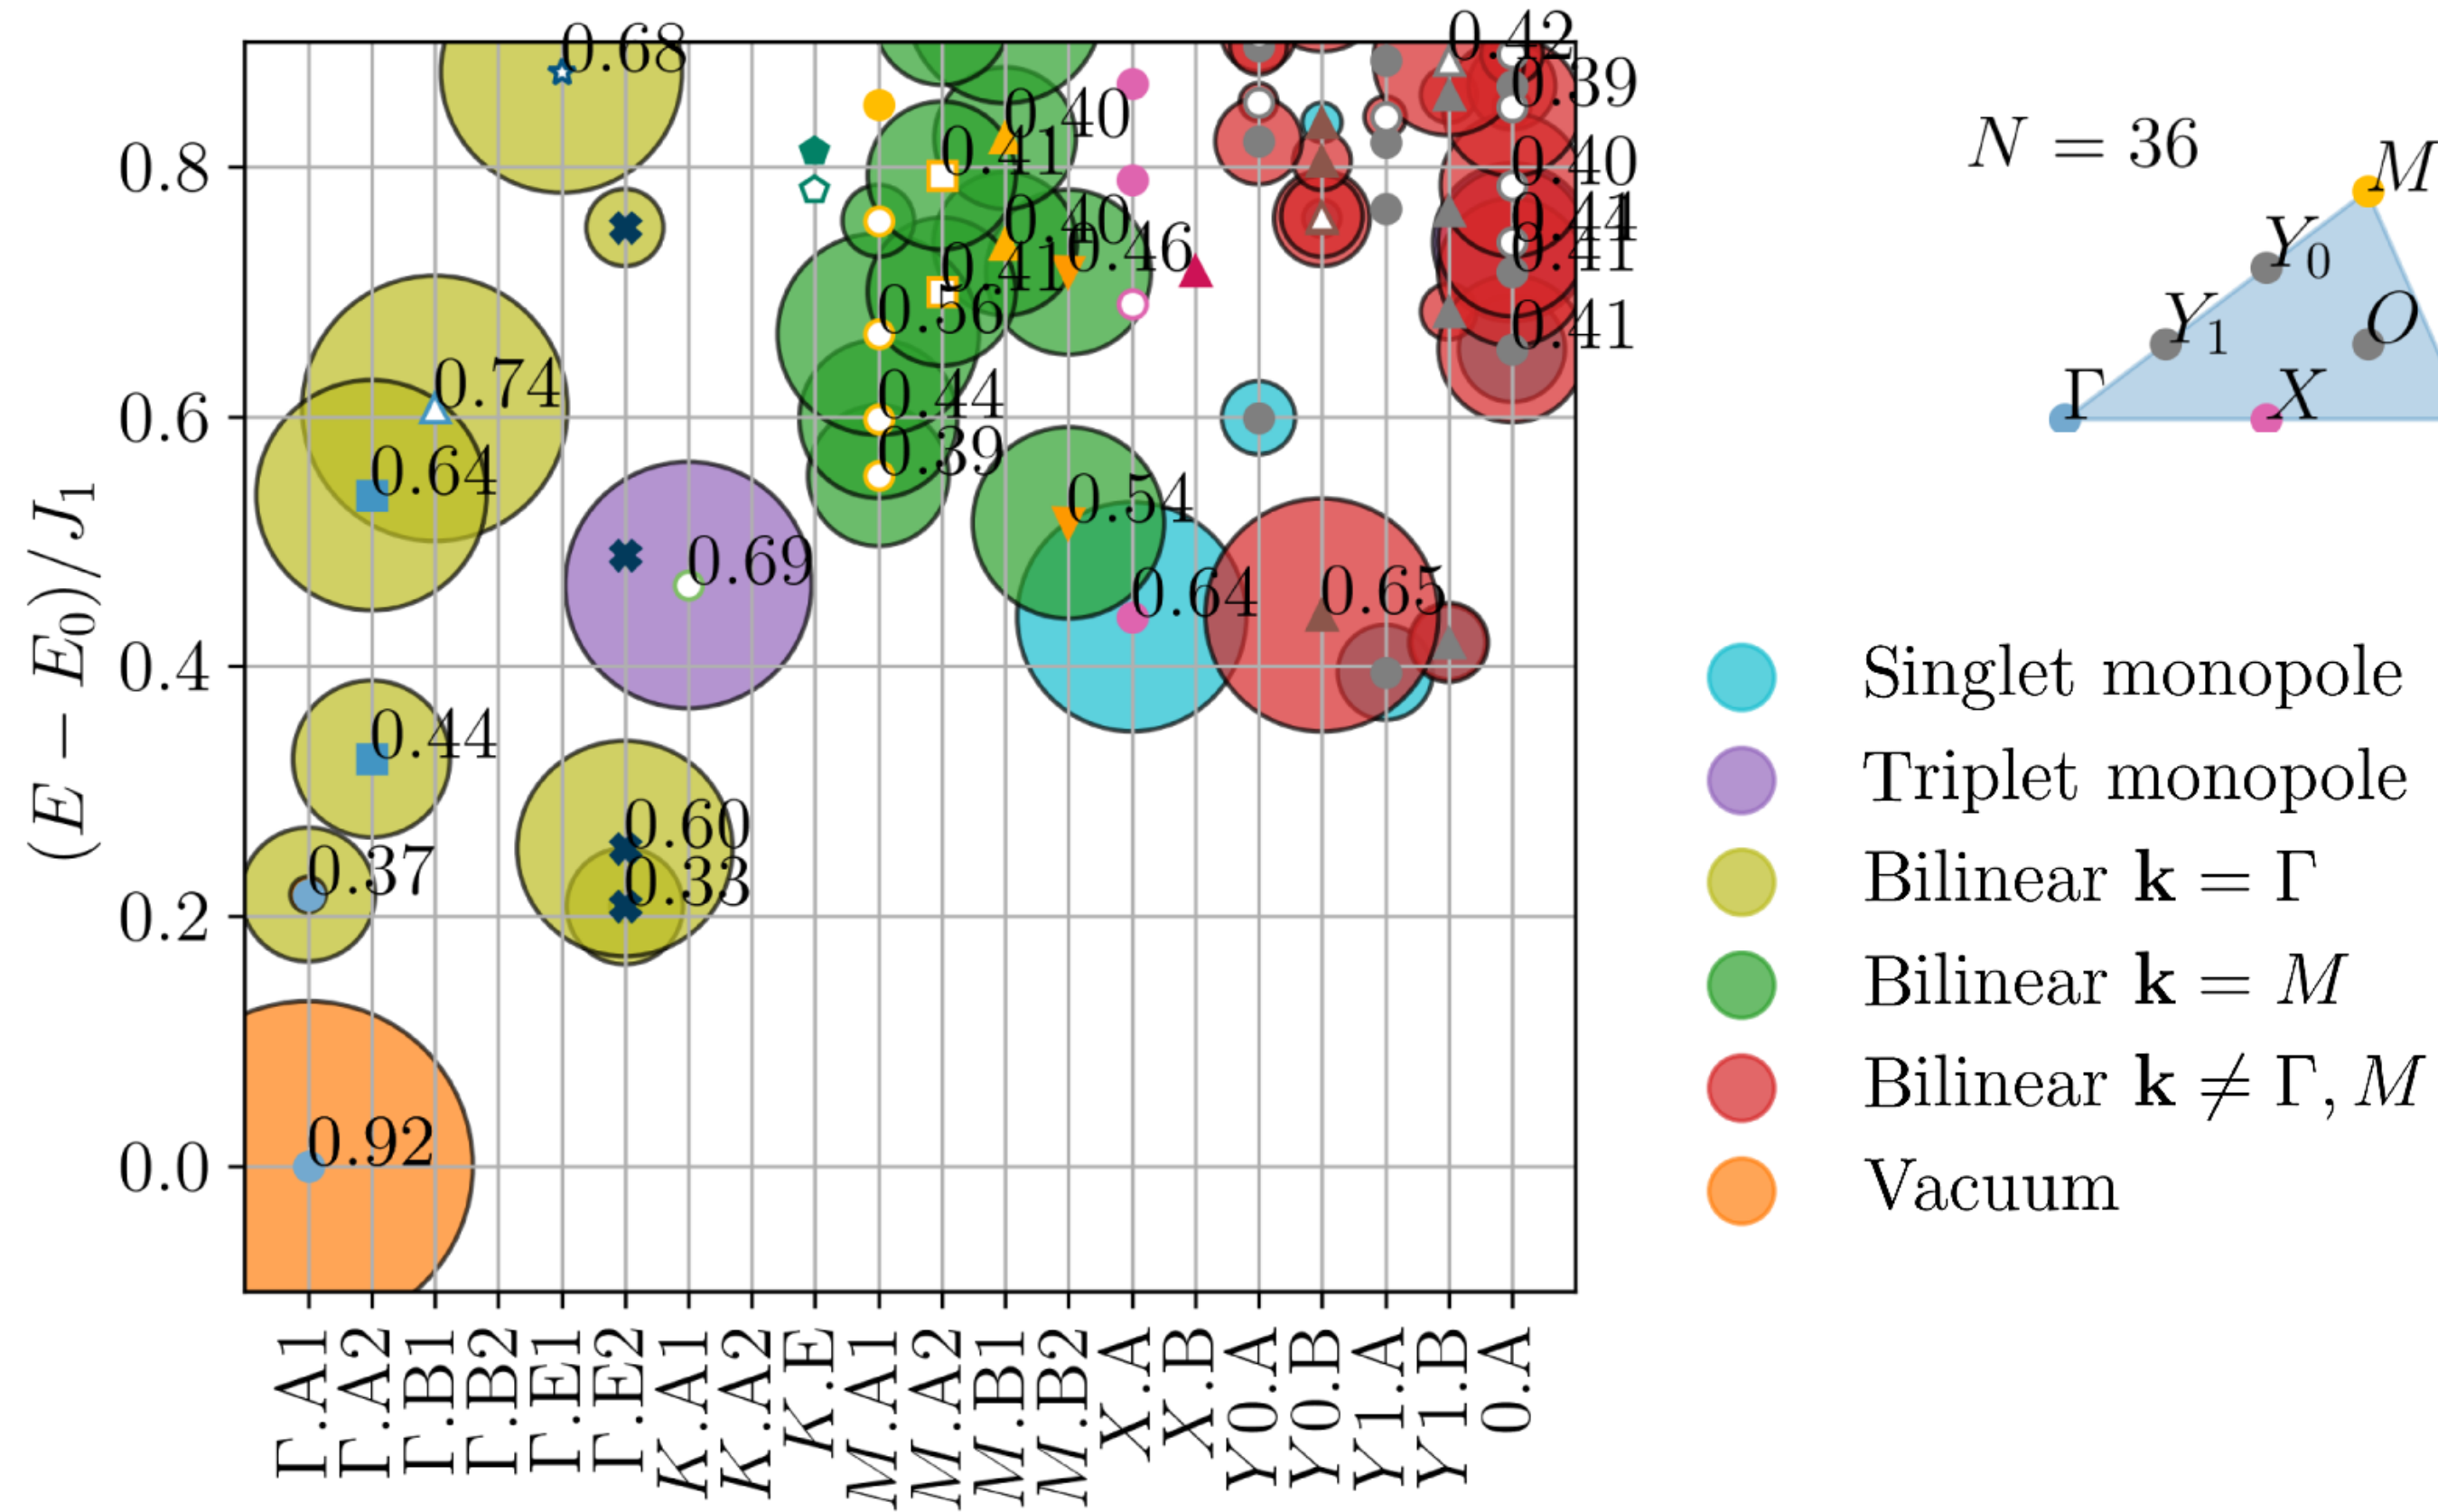 0.68
0.42
0.39
0.40
0.41
0.40
0.8
0.40
0.46
0.44
0.41
0.41
0.56
0.41
0.74
0.44
0.6
0.64
0.39
0.54
0.69
0.64
0.65
0.4
0.44
0.60
0.37
0.33
0.2
0.92
0.0
(E − E₀)/J₁
Γ.A1
Γ.A2
Γ.B1
Γ.B2
Γ.E1
Γ.E2
K.A1
K.A2
K.E
M.A1
M.A2
M.B1
M.B2
X.A
X.B
Y0.A
Y0.B
Y1.A
Y1.B
0.A
N = 36
M
Y₀
Y₁
O
Γ
X
Singlet monopole
Triplet monopole
Bilinear k = Γ
Bilinear k = M
Bilinear k ≠ Γ, M
Vacuum